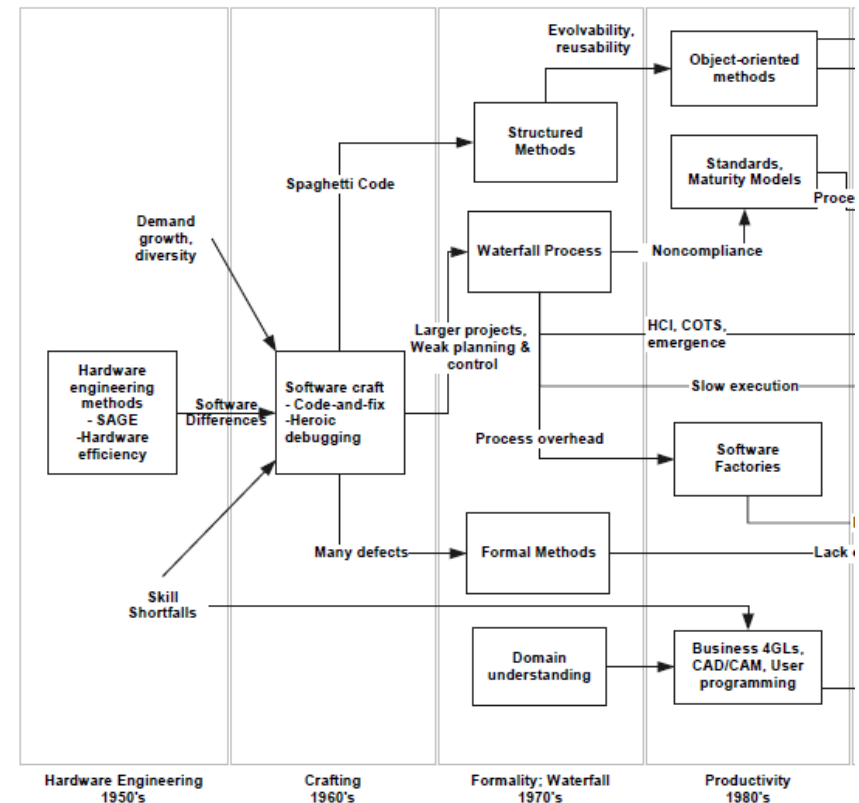 Evolvability,
reusability
Object-oriented
methods
Structured
Methods
Standards,
Maturity Models
Spaghetti Code
Demand
growth,
diversity
Waterfall Process
Noncompliance
Larger projects,
Weak planning &
control
HCI, COTS,
emergence
Hardware
engineering
methods
- SAGE
-Hardware
efficiency
Software
Differences
Software craft
- Code-and-fix
-Heroic
debugging
Slow execution
Process overhead
Software
Factories
Many defects
Formal Methods
Lack
Skill
Shortfalls
Domain
understanding
Business 4GLs,
CAD/CAM, User
programming
Hardware Engineering
1950's
Crafting
1960's
Formality; Waterfall
1970's
Productivity
1980's